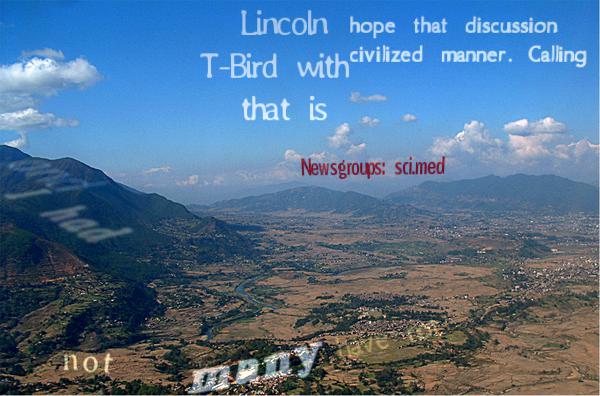 Lincoln
T-Bird with
that is
hope that discussion
civilized manner. Calling
Newsgroups: sci.med
had
not
many